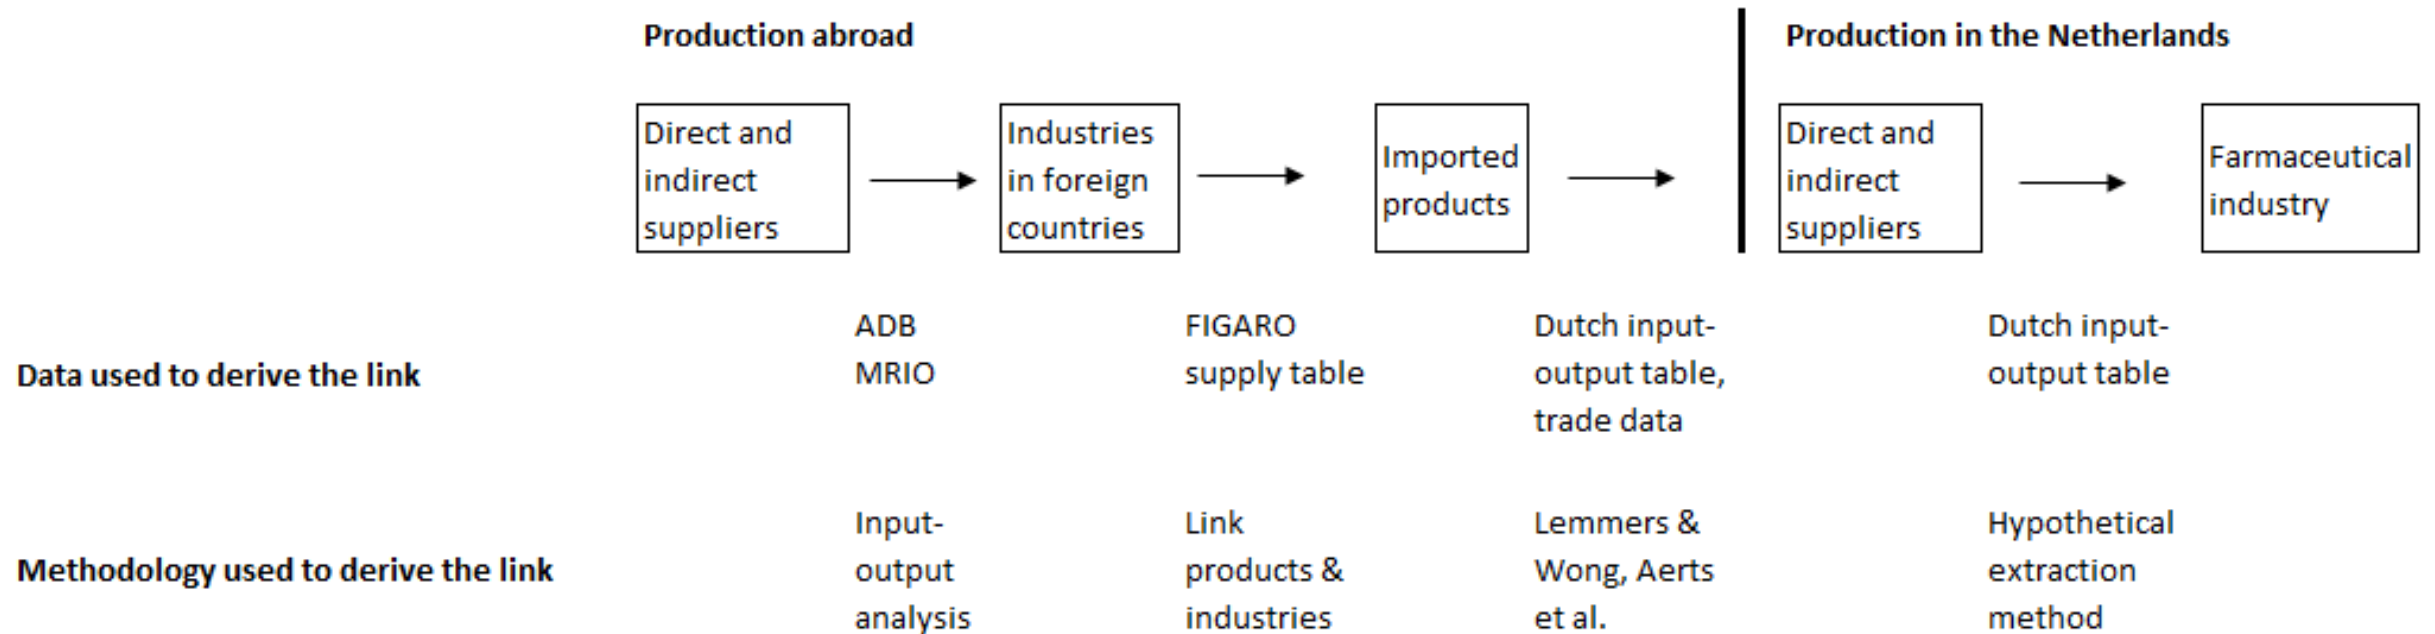 Production abroad
Production in the Netherlands
Direct and
indirect
suppliers
Industries
in foreign
countries
Imported
products
Direct and
indirect
suppliers
Farmaceutical
industry
Data used to derive the link
ADB
MRIO
FIGARO
supply table
Dutch input-
output table,
trade data
Dutch input-
output table
Methodology used to derive the link
Input-
output
analysis
Link
products &
industries
Lemmers &
Wong, Aerts
et al.
Hypothetical
extraction
method